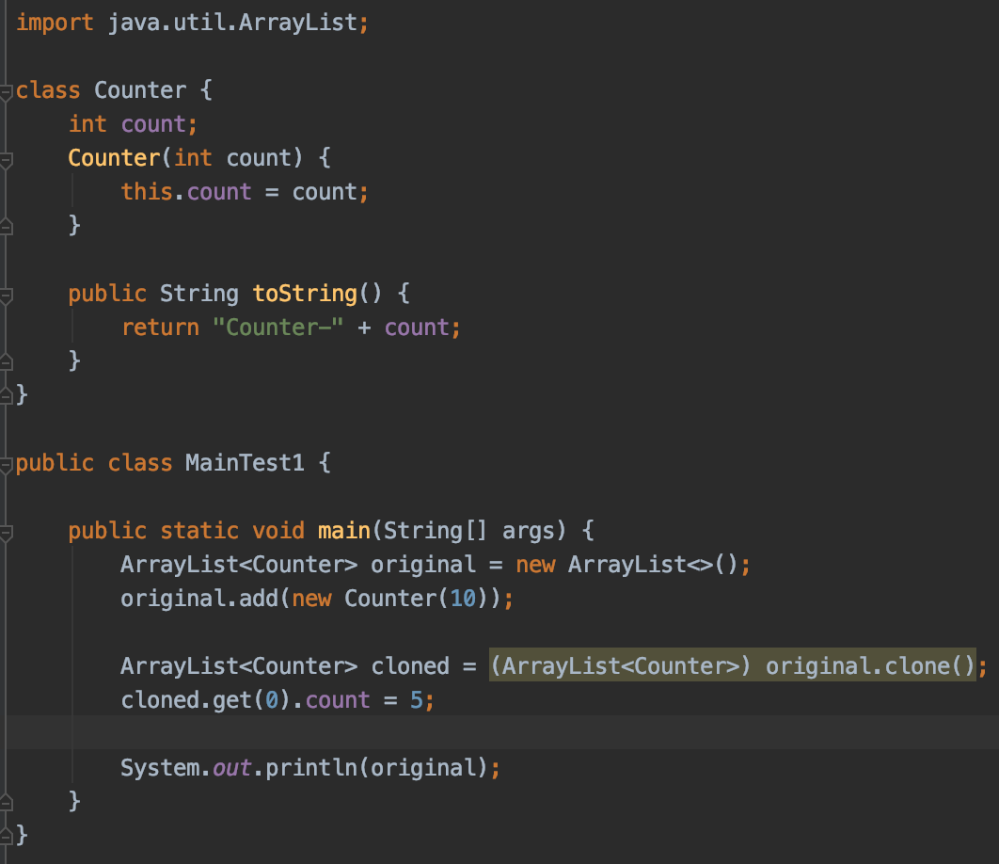 import java.util.ArrayList;
class Counter {
int count;
Counter(int count) {
this.count = count;
}
public String toString() {
return "Counter-" + count;
}
}
public class MainTest1 {
public static void main(String[] args) {
ArrayList<Counter> original = new ArrayList<>();
original.add(new Counter(10));
ArrayList<Counter> cloned = (ArrayList<Counter>) original.clone();
cloned.get(0).count = 5;
System.out.println(original);
}
}